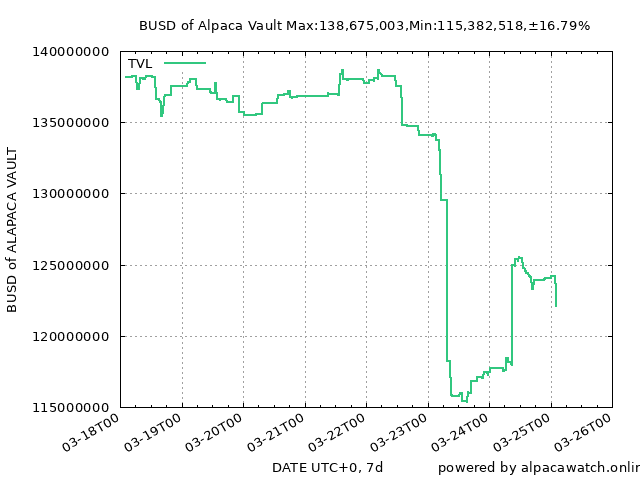 BUSD of Alpaca Vault Max:138,675,003,Min:115,382,518,±16.79%
TVL
140000000
135000000
130000000
125000000
120000000
115000000
BUSD of ALAPACA VAULT
03-18T00
03-19T00
03-20T00
03-21T00
03-22T00
03-23T00
03-24T00
03-25T00
03-26T00
DATE UTC+0, 7d
powered by alpacawatch.onlin